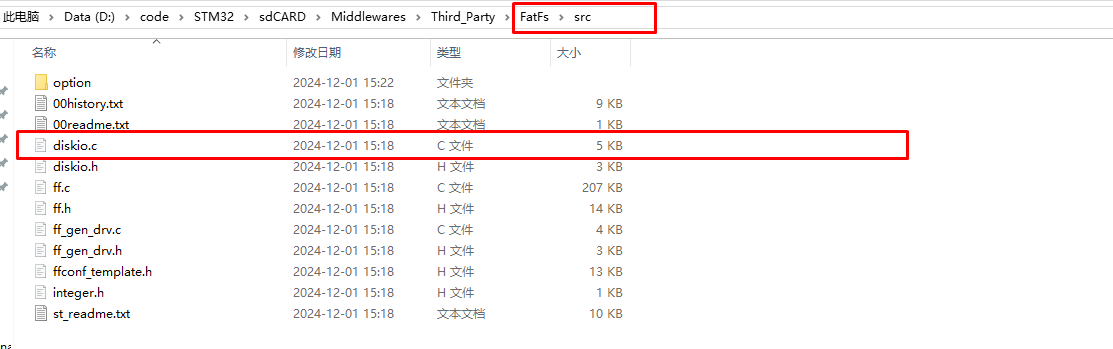 此电脑 > Data (D:) > code > STM32 > sdCARD > Middlewares > Third_Party > FatFs > src
名称 修改日期 类型 大小
option 2024-12-01 15:22 文件夹
00history.txt 2024-12-01 15:18 文本文档 9 KB
00readme.txt 2024-12-01 15:18 文本文档 1 KB
diskio.c 2024-12-01 15:18 C 文件 5 KB
diskio.h 2024-12-01 15:18 H 文件 3 KB
ff.c 2024-12-01 15:18 C 文件 207 KB
ff.h 2024-12-01 15:18 H 文件 14 KB
ff_gen_drv.c 2024-12-01 15:18 C 文件 4 KB
ff_gen_drv.h 2024-12-01 15:18 H 文件 3 KB
ffconf_template.h 2024-12-01 15:18 H 文件 13 KB
integer.h 2024-12-01 15:18 H 文件 1 KB
st_readme.txt 2024-12-01 15:18 文本文档 10 KB